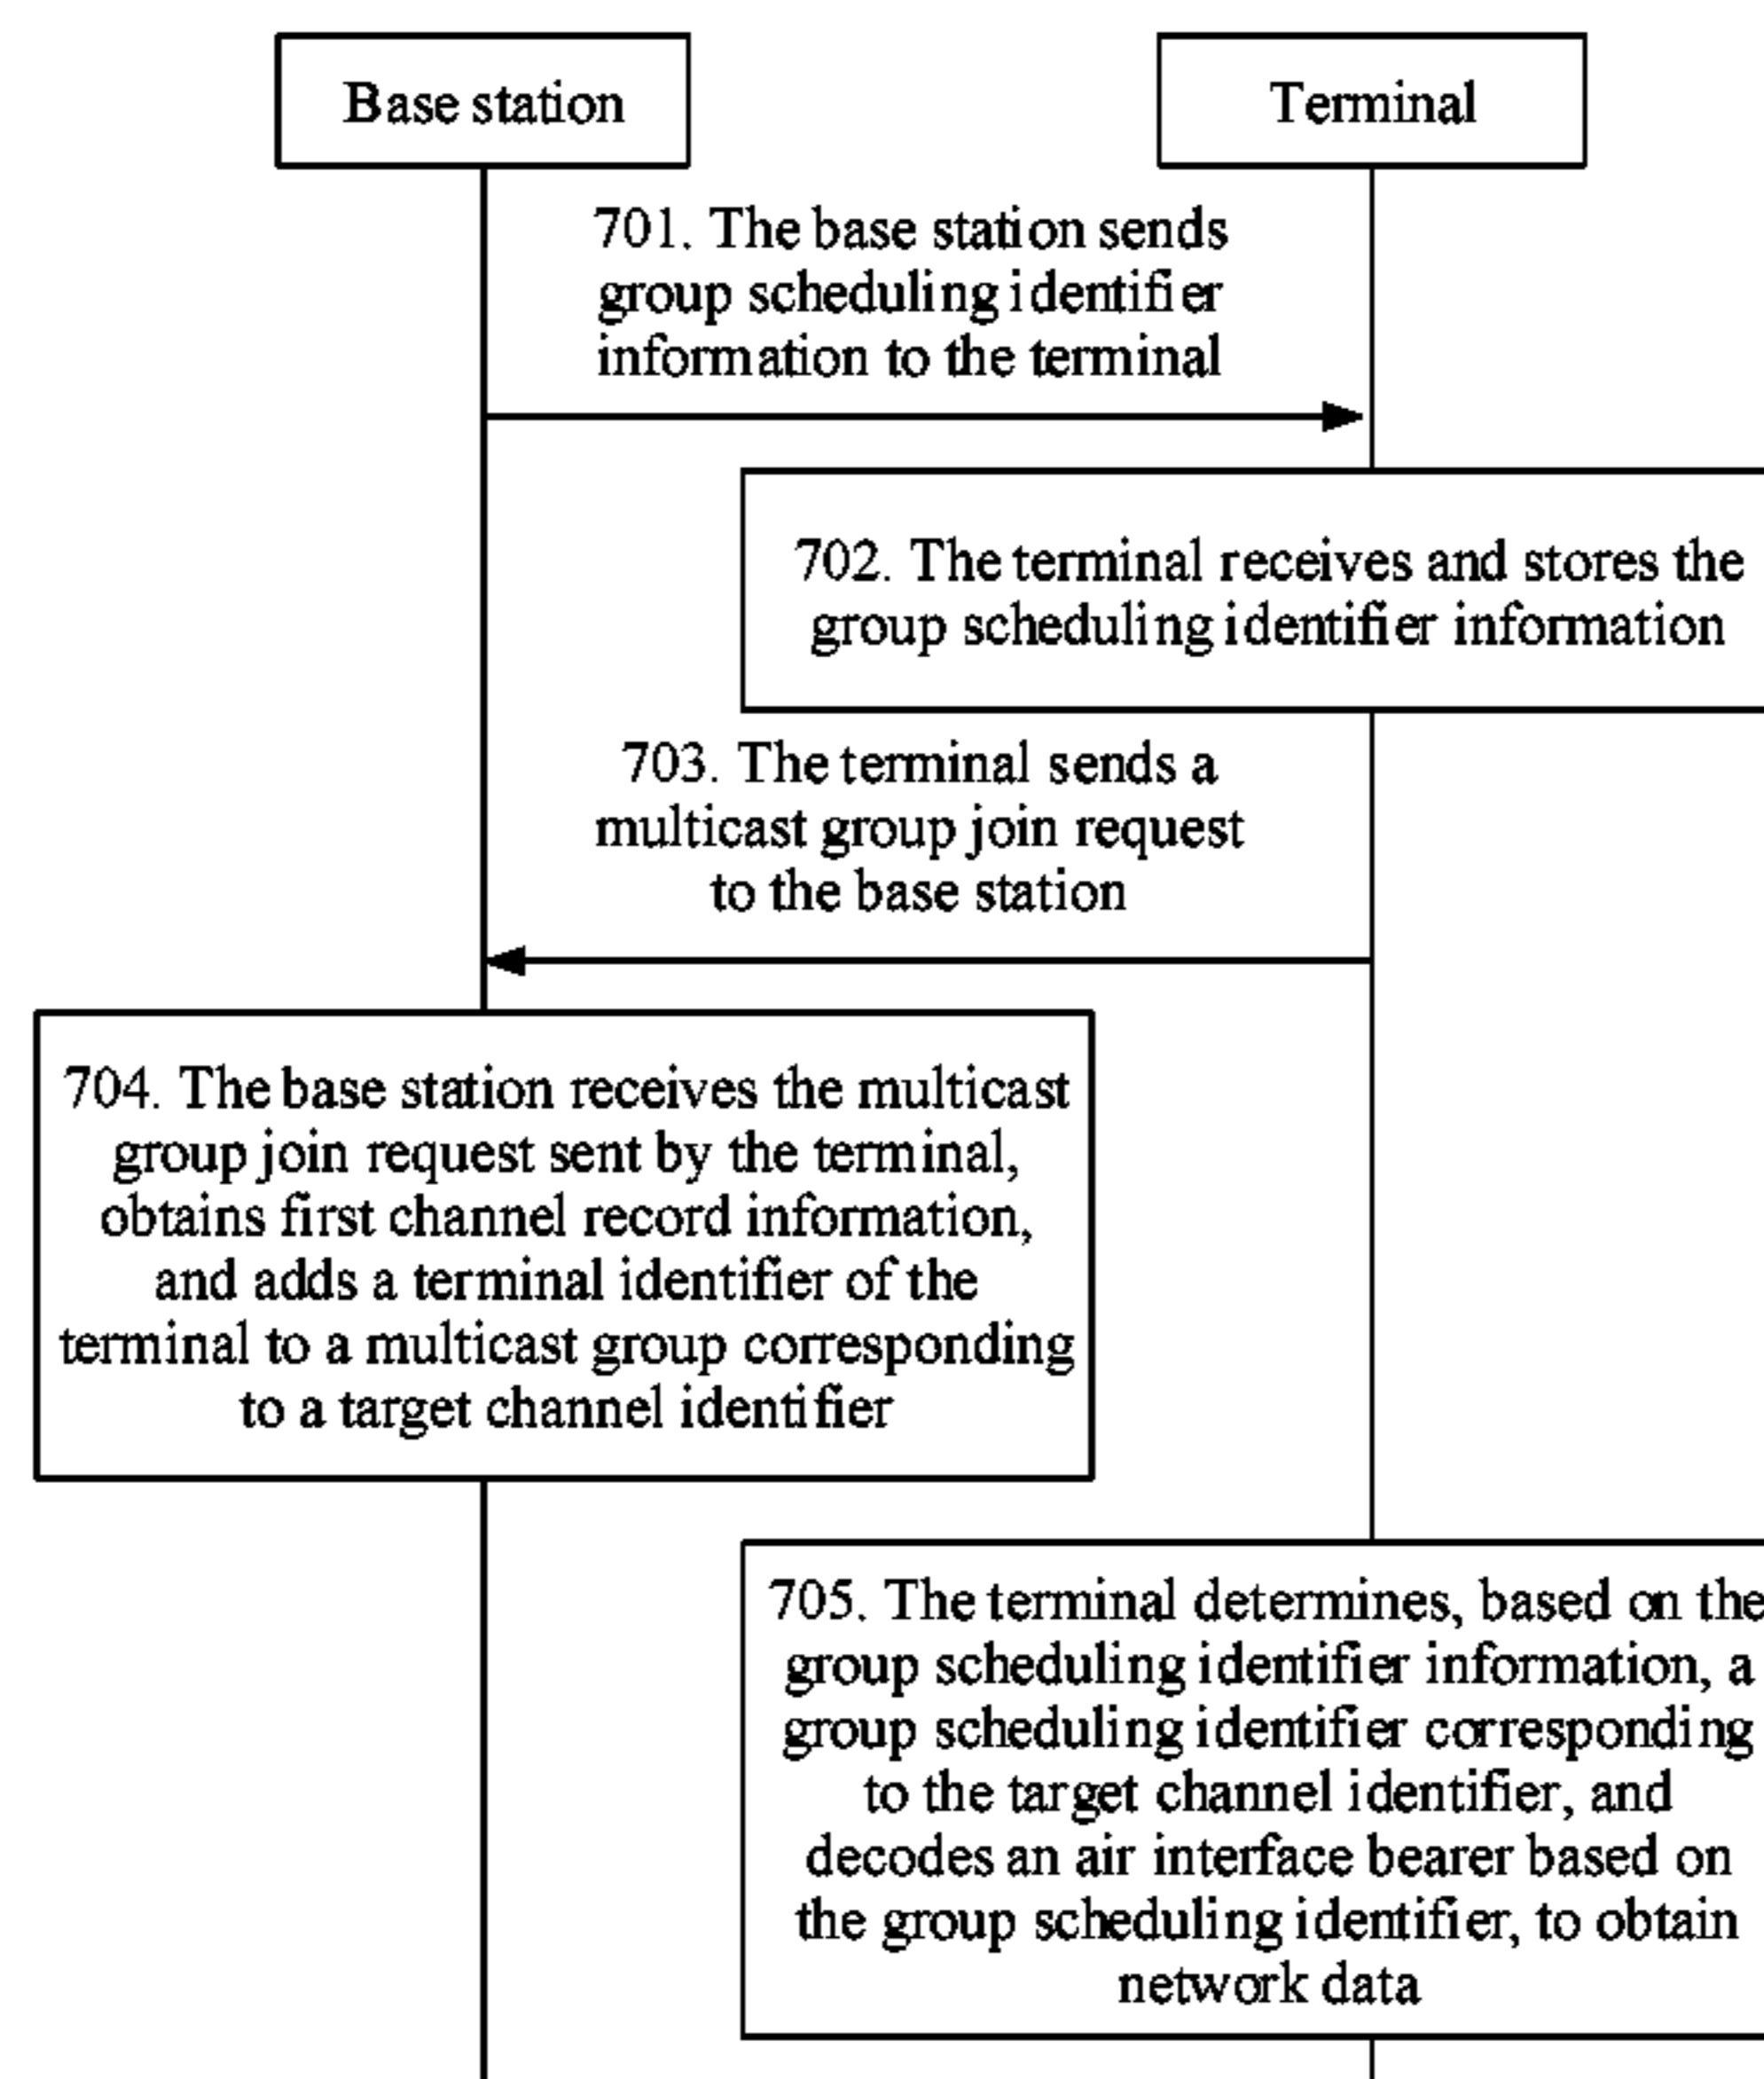 Base station
Terminal
701. The base station sends
group scheduling identifier
information to the terminal
702. The terminal receives and stores the
group scheduling identifier information
703. The terminal sends a
multicast group join request
to the base station
704. The base station receives the multicast
group join request sent by the terminal,
obtains first channel record information,
and adds a terminal identifier of the
terminal to a multicast group corresponding
to a target channel identifier
705. The terminal determines, based on the
group scheduling identifier information, a
group scheduling identifier corresponding
to the target channel identifier, and
decodes an air interface bearer based on
the group scheduling identifier, to obtain
network data